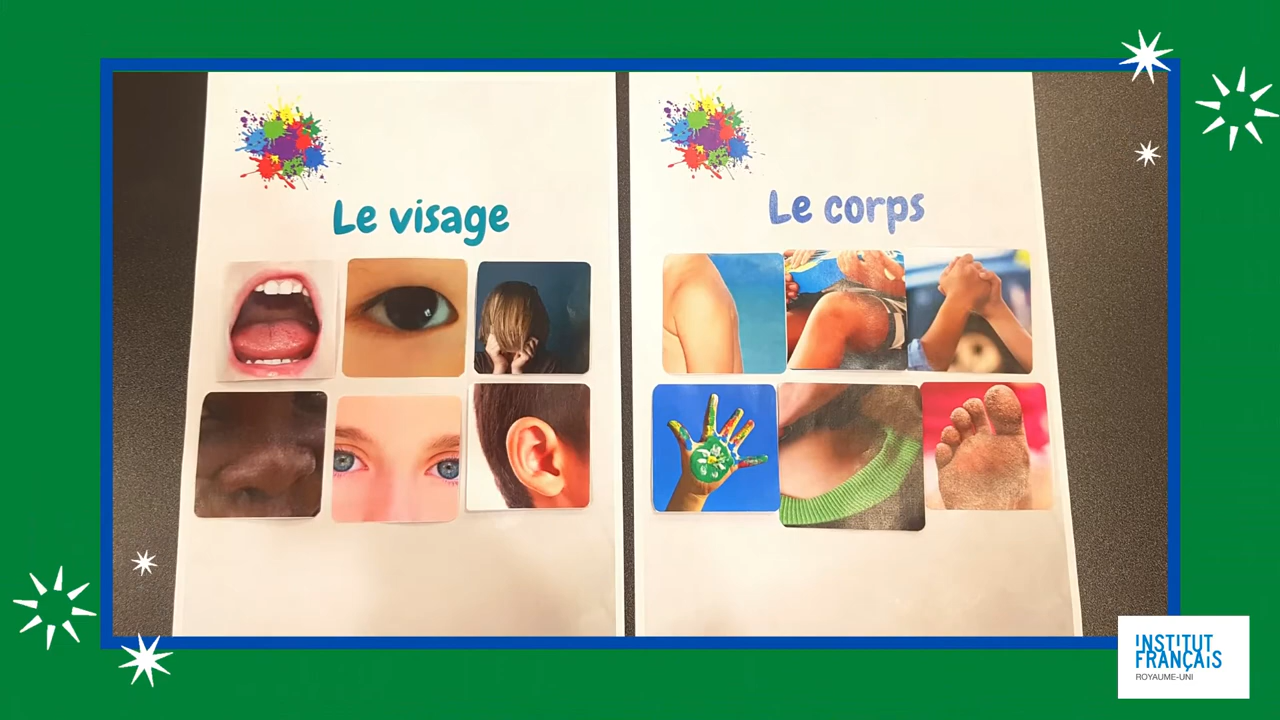 Le visage
Le corps
INSTITUT
FRANÇAIS
ROYAUME-UNI